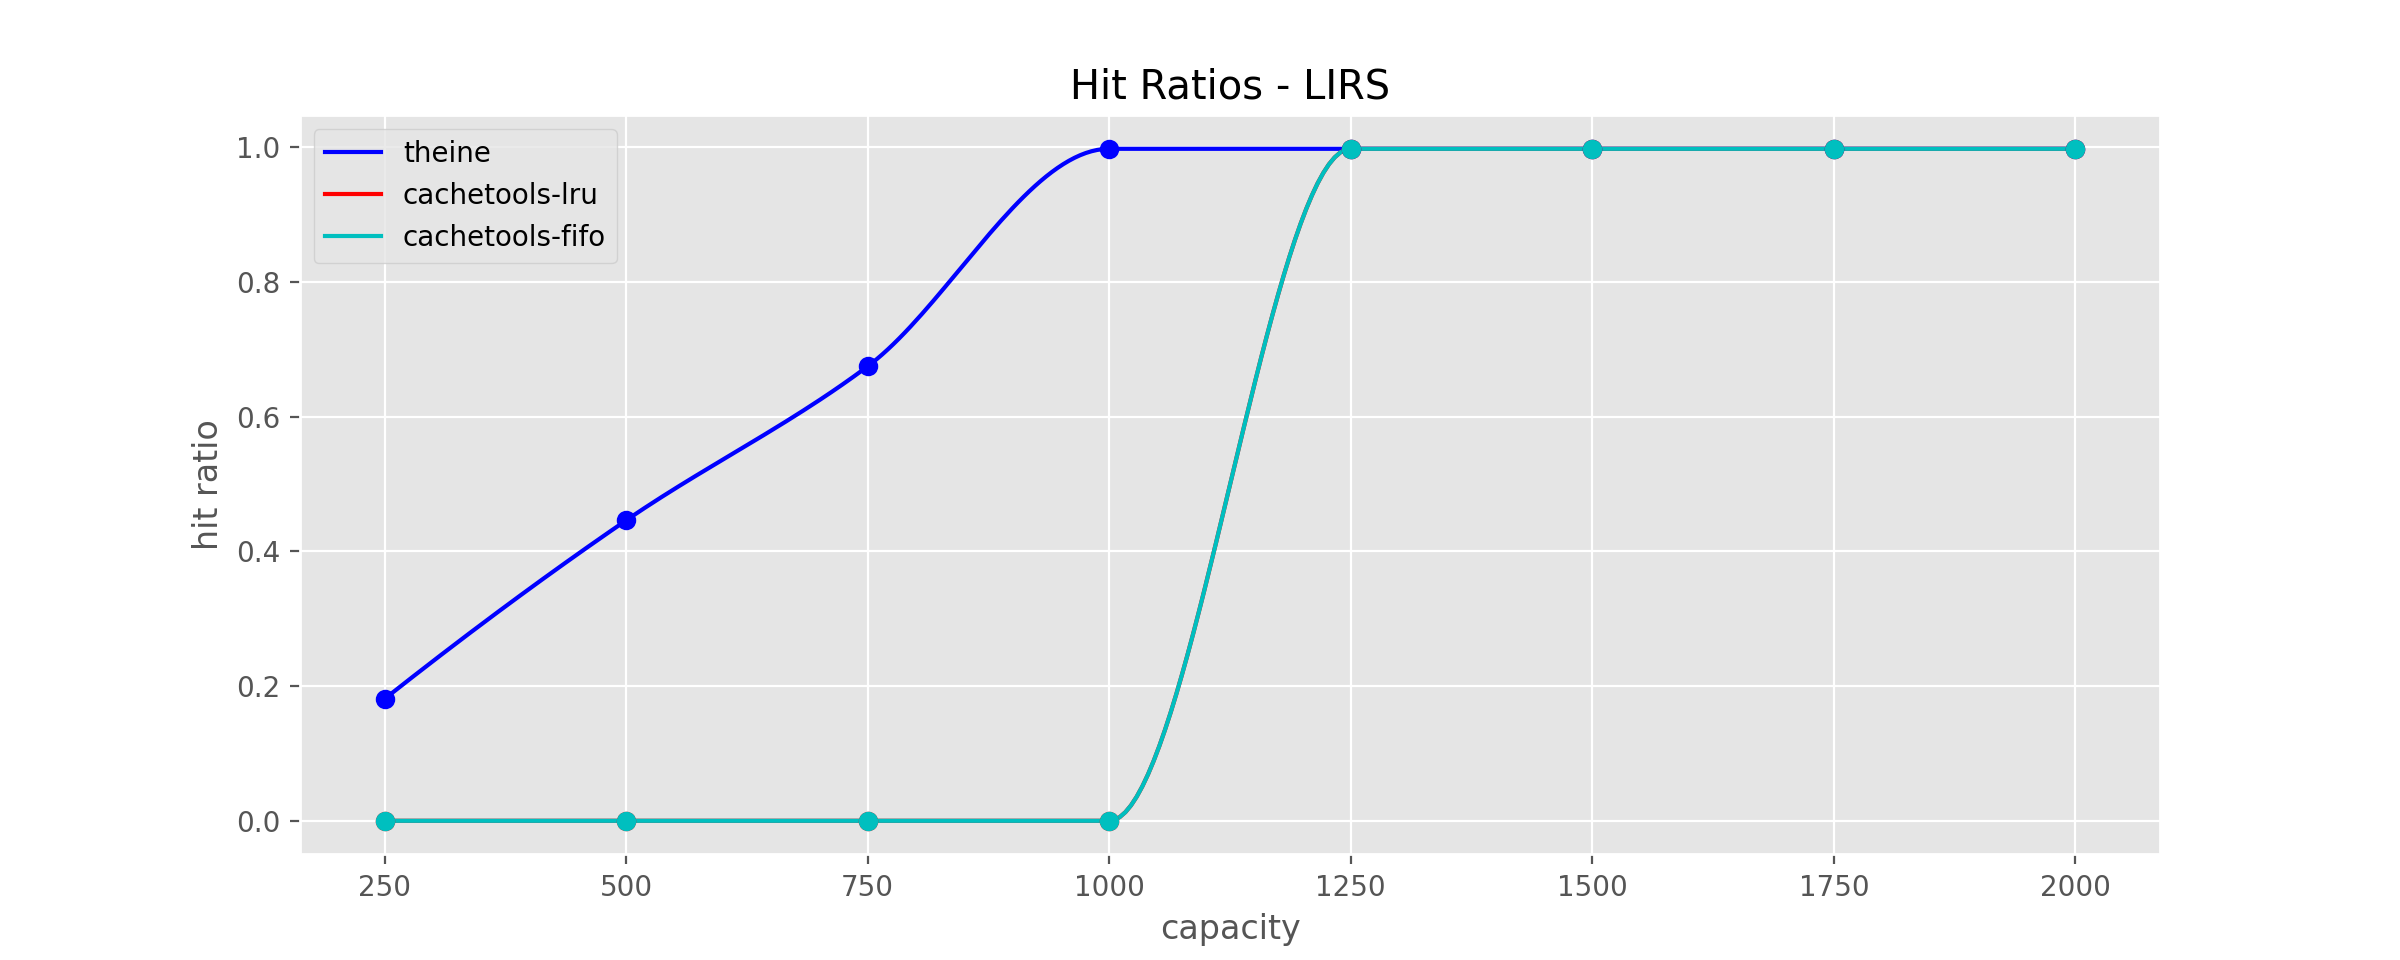 Hit Ratios - LIRS
theine
cachetools-lru
cachetools-fifo
1.0
0.8
0.6
0.4
0.2
0.0
hit ratio
250 500 750 1000 1250 1500 1750 2000
capacity